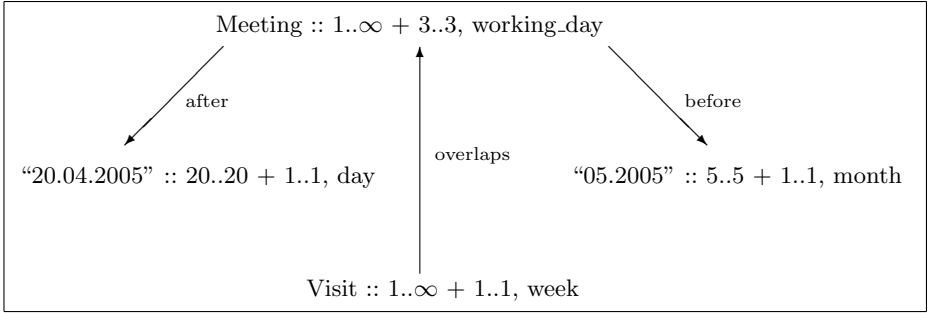 Meeting :: 1..∞ + 3..3, working_day
after
before
overlaps
“20.04.2005” :: 20..20 + 1..1, day
“05.2005” :: 5..5 + 1..1, month
Visit :: 1..∞ + 1..1, week